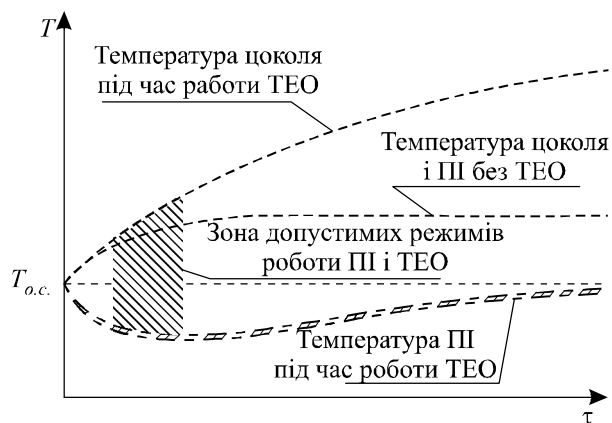 T
Температура цоколя
під час работи ТЕО
Температура цоколя
і ПІ без ТЕО
Зона допустимих режимів
роботи ПІ і ТЕО
Tо.с.
Температура ПІ
під час роботи ТЕО
τ